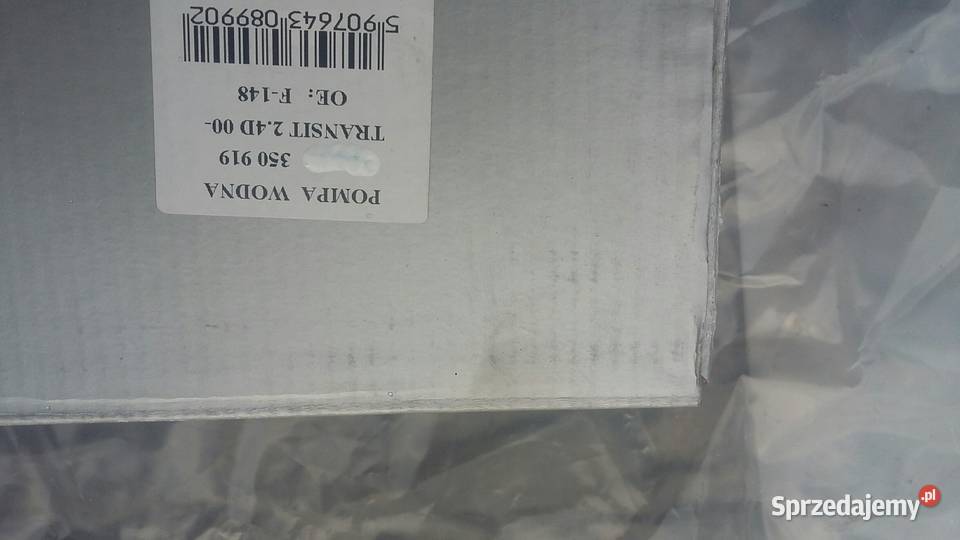 POMPA WODNA
350 919
TRANSIT 2.4D 00-
OE: F-148
5 907643 089902
Sprzedajemy.pl